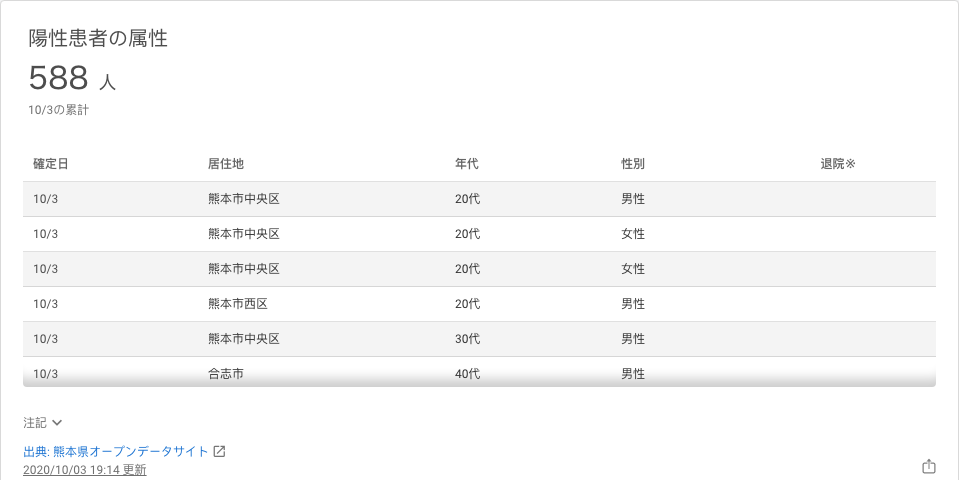 陽性患者の属性
588 人
10/3の累計
確定日 居住地 年代 性別 退院※
10/3 熊本市中央区 20代 男性
10/3 熊本市中央区 20代 女性
10/3 熊本市中央区 20代 女性
10/3 熊本市西区 20代 男性
10/3 熊本市中央区 30代 男性
10/3 合志市 40代 男性
注記
出典: 熊本県オープンデータサイト
2020/10/03 19:14 更新